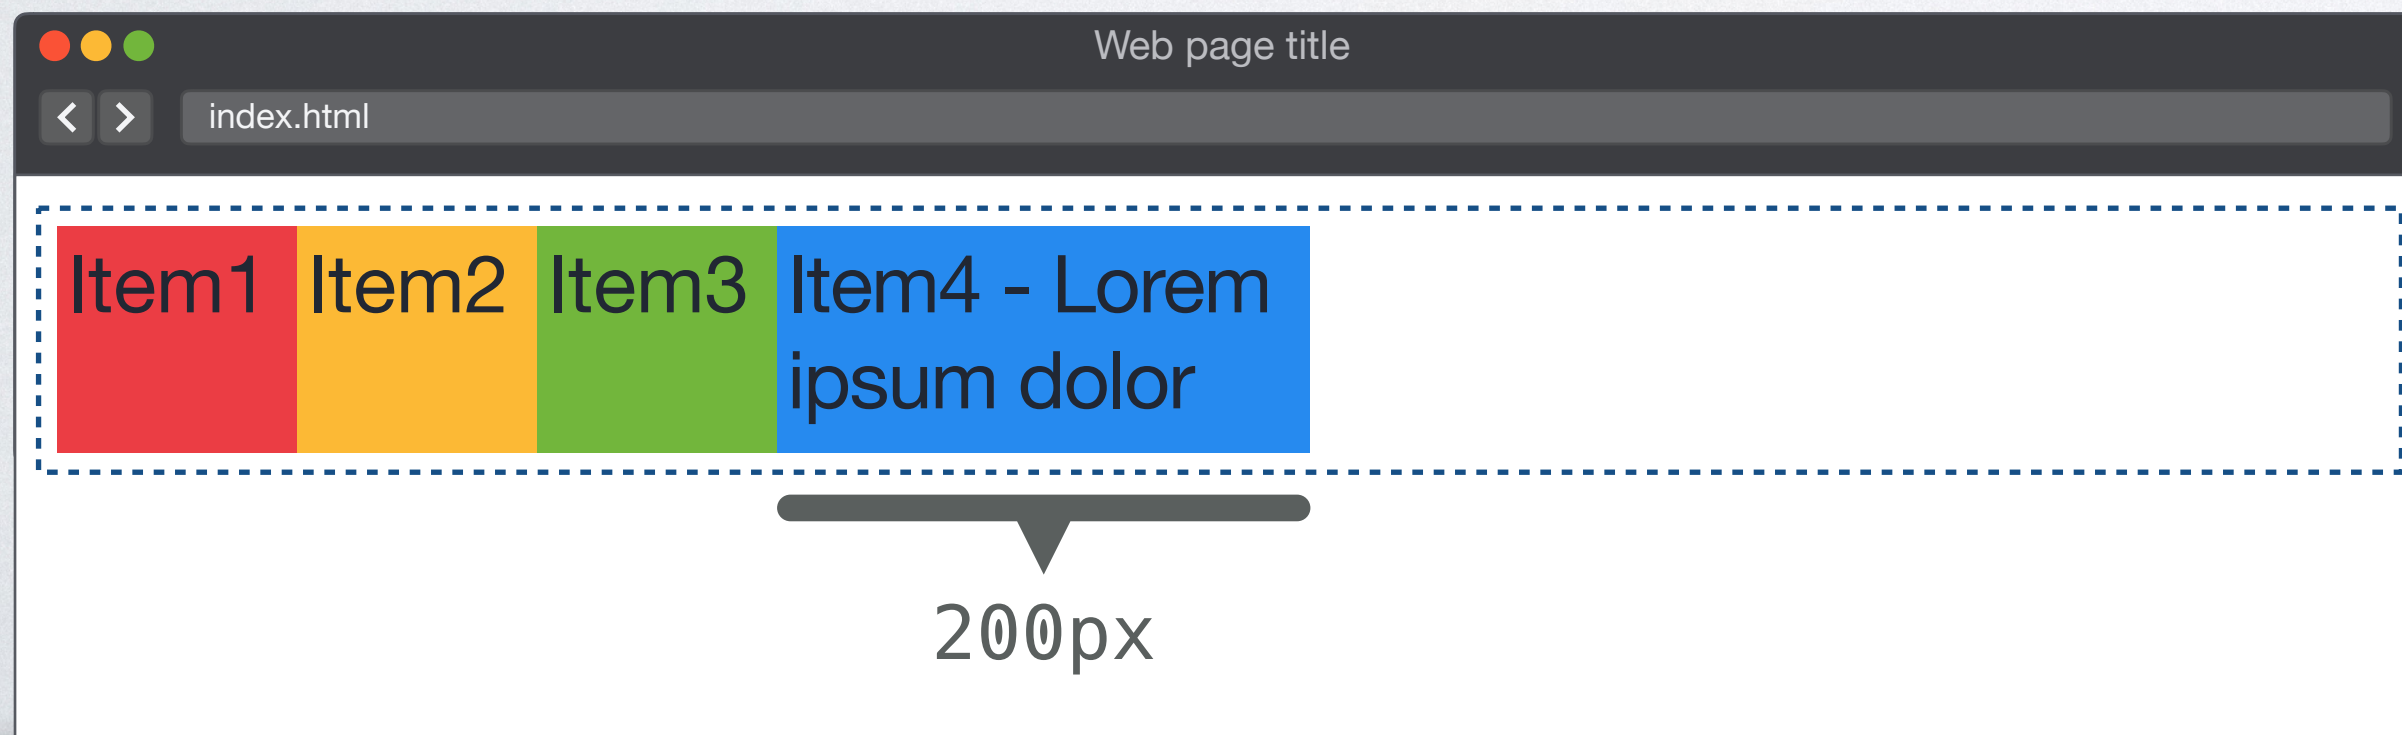 Web page title
index.html
Item1 Item2 Item3 Item4 - Lorem
ipsum dolor
200px